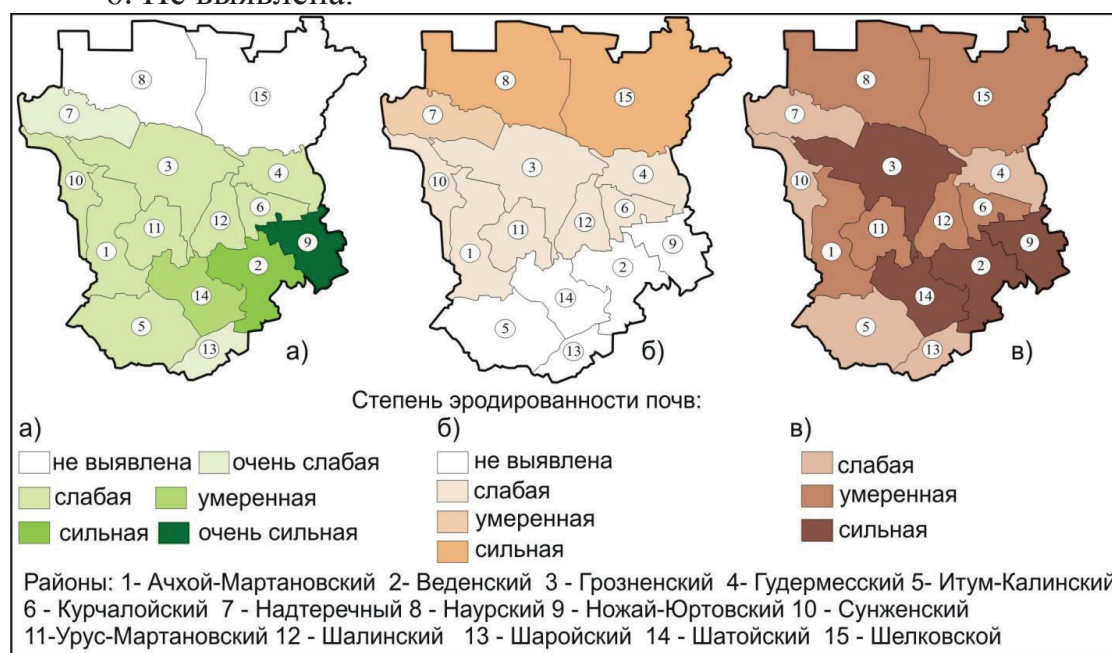 б. Не выявлена.
8
15
7
3
10
4
6
12
11
9
1
2
14
5
13
а)
8
15
7
3
10
4
6
12
11
9
1
2
14
5
13
б)
8
15
7
3
10
4
6
12
11
9
1
2
14
5
13
в)
Степень эродированности почв:
а)
не выявлена очень слабая
слабая умеренная
сильная очень сильная
б)
не выявлена
слабая
умеренная
сильная
в)
слабая
умеренная
сильная
Районы: 1- Ачхой-Мартановский 2- Веденский 3 - Грозненский 4- Гудермесский 5- Итум-Калинский
6 - Курчалойский 7 - Надтеречный 8 - Наурский 9 - Ножай-Юртовский 10 - Сунженский
11-Урус-Мартановский 12 - Шалинский 13 - Шаройский 14 - Шатойский 15 - Шелковской